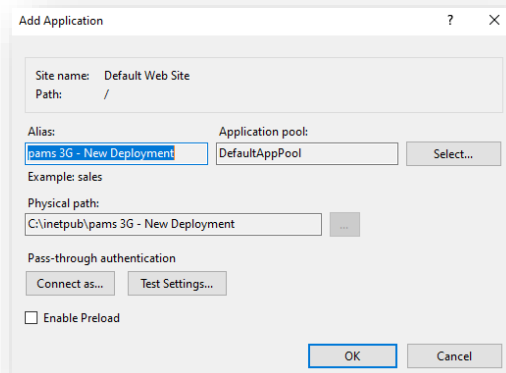 Add Application
? X
Site name: Default Web Site
Path: /
Alias: Application pool:
pams 3G - New Deployment DefaultAppPool Select...
Example: sales
Physical path:
C:\inetpub\pams 3G - New Deployment ...
Pass-through authentication
Connect as... Test Settings...
Enable Preload
OK Cancel